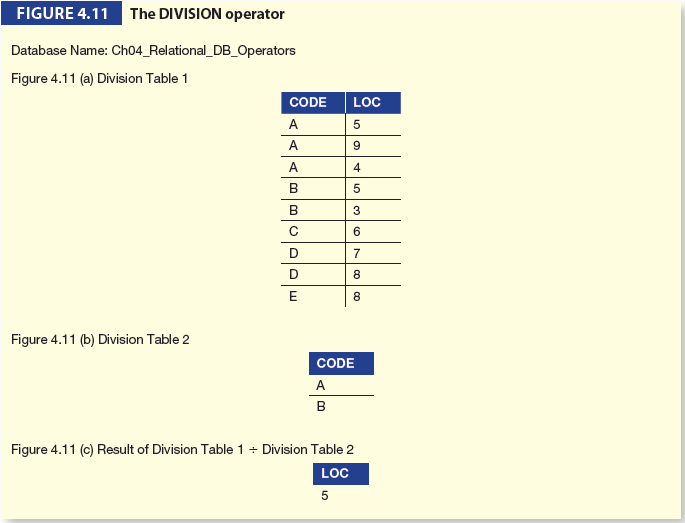 FIGURE 4.11 The DIVISION operator
Database Name: Ch04_Relational_DB_Operators
Figure 4.11 (a) Division Table 1
CODE LOC
A 5
A 9
A 4
B 5
B 3
C 6
D 7
D 8
E 8
Figure 4.11 (b) Division Table 2
CODE
A
B
Figure 4.11 (c) Result of Division Table 1 ÷ Division Table 2
LOC
5